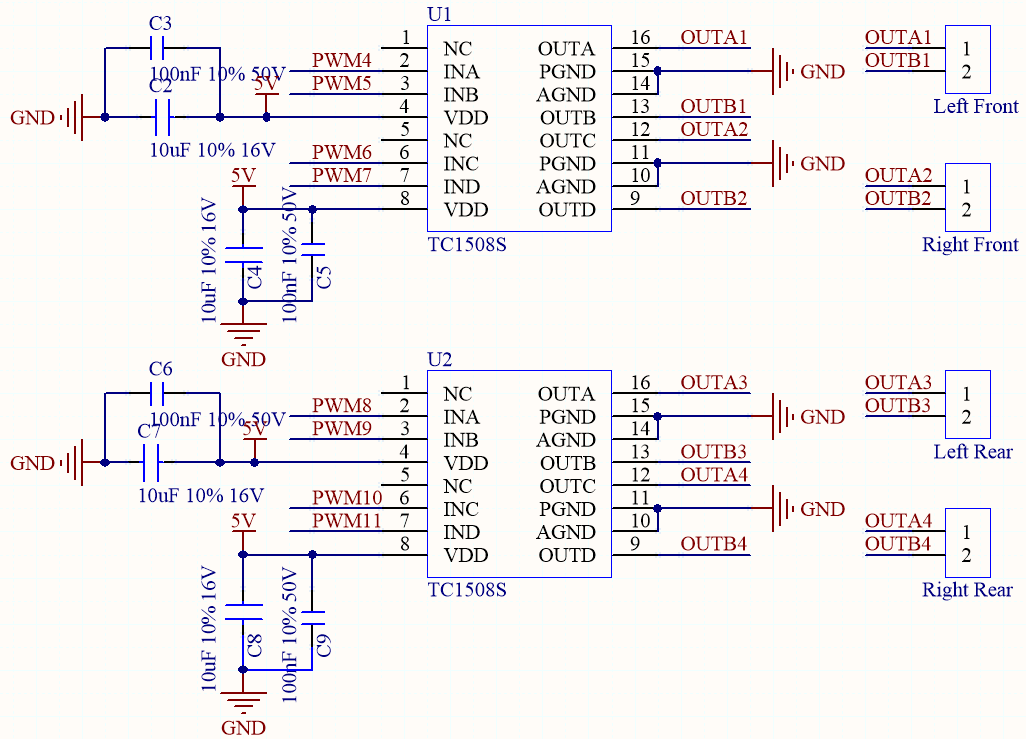 U1
C3
100nF 10% 50V
C2
10uF 10% 16V
GND
5V
PWM4
PWM5
PWM6
PWM7
1 NC OUTA 16 OUTA1
2 INA PGND 15
3 INB AGND 14
4 VDD OUTB 13 OUTB1
5 NC OUTC 12 OUTA2
6 INC PGND 11
7 IND AGND 10
8 VDD OUTD 9 OUTB2
GND
GND
TC1508S
5V
10uF 10% 16V
C4
100nF 10% 50V
C5
GND
OUTA1 1
OUTB1 2
Left Front
OUTA2 1
OUTB2 2
Right Front
U2
C6
100nF 10% 50V
C7
10uF 10% 16V
GND
5V
PWM8
PWM9
PWM10
PWM11
1 NC OUTA 16 OUTA3
2 INA PGND 15
3 INB AGND 14
4 VDD OUTB 13 OUTB3
5 NC OUTC 12 OUTA4
6 INC PGND 11
7 IND AGND 10
8 VDD OUTD 9 OUTB4
GND
GND
TC1508S
5V
10uF 10% 16V
C8
100nF 10% 50V
C9
GND
OUTA3 1
OUTB3 2
Left Rear
OUTA4 1
OUTB4 2
Right Rear